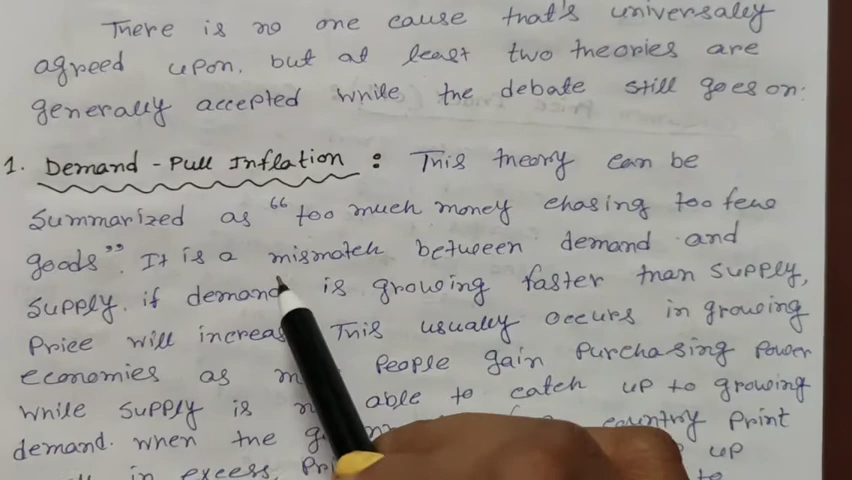 There is no one cause that's universaly
agreed upon. but at least two theories are
generally accepted while the debate still goes on.
1. Demand - Pull Inflation : This theory can be
summarized as "too much money chasing too few
goods". It is a mismatch between demand and
supply. if demand is growing faster than supply,
Price will increas This usually occurs in growing
economies as People gain Purchasing Power
while supply is able to catch up to growing
demand. when the country Print
in excess. up
to